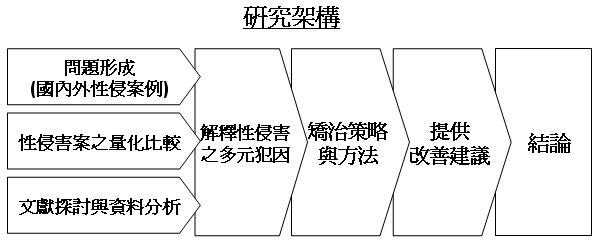 研究架構
問題形成
(國內外性侵案例)
性侵害案之量化比較
文獻探討與資料分析
解釋性侵害
之多元犯因
矯治策略
與方法
提供
改善建議
結論